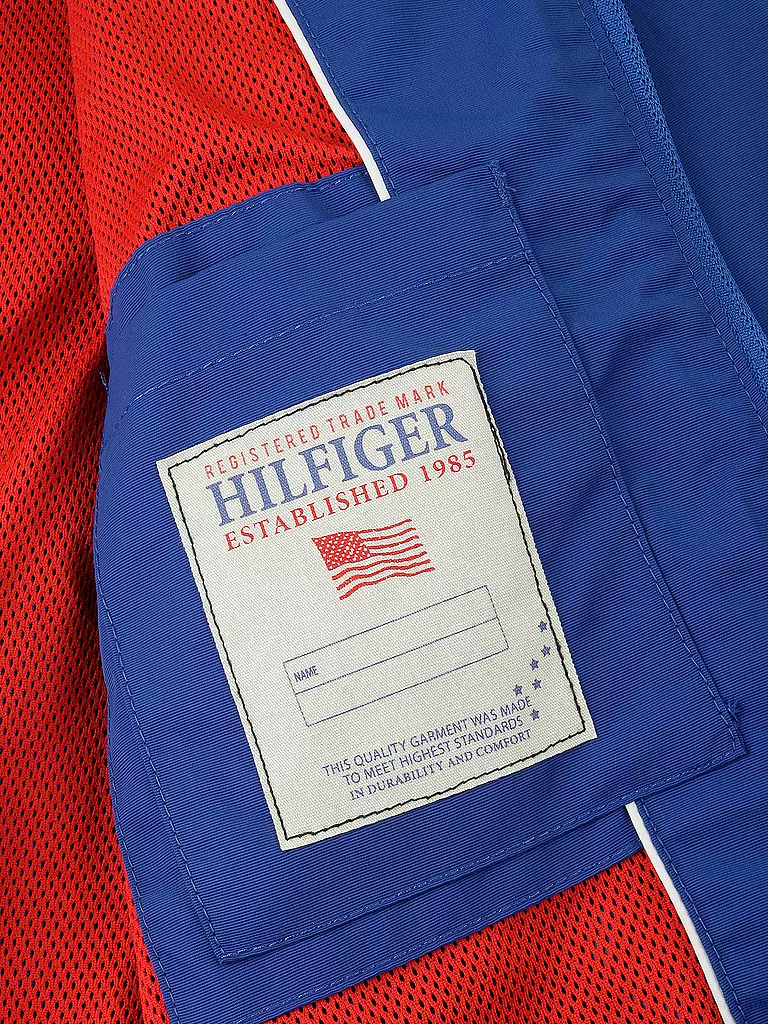 REGISTERED TRADE MARK
HILFIGER
ESTABLISHED 1985
NAME
THIS QUALITY GARMENT WAS MADE
TO MEET HIGHEST STANDARDS
IN DURABILITY AND COMFORT